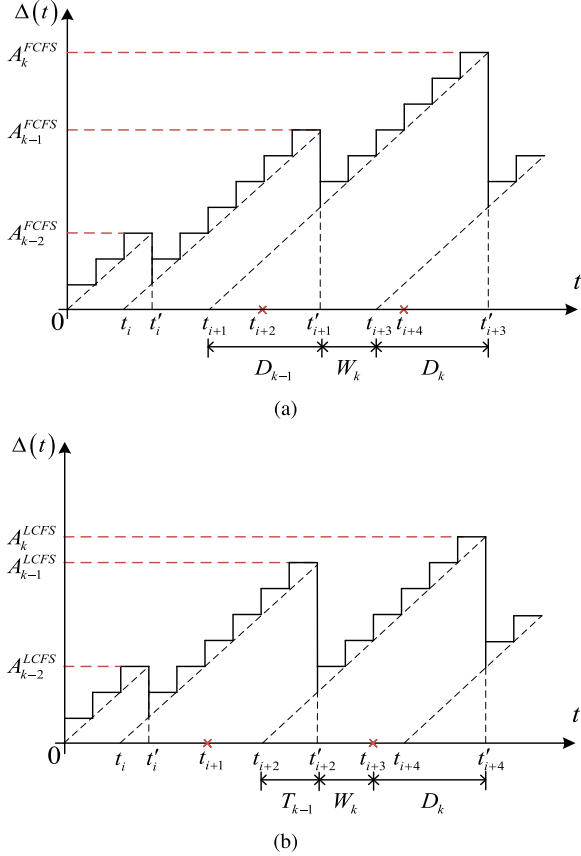 Δ(t)
A_k^{FCFS}
A_{k−1}^{FCFS}
A_{k−2}^{FCFS}
t
0 t_i t'_i t_{i+1} t_{i+2} t'_{i+1} t_{i+3} t_{i+4} t'_{i+3}
D_{k−1} W_k D_k
(a)
Δ(t)
A_k^{LCFS}
A_{k−1}^{LCFS}
A_{k−2}^{LCFS}
t
0 t_i t'_i t_{i+1} t_{i+2} t'_{i+2} t_{i+3} t_{i+4} t'_{i+4}
T_{k−1} W_k D_k
(b)